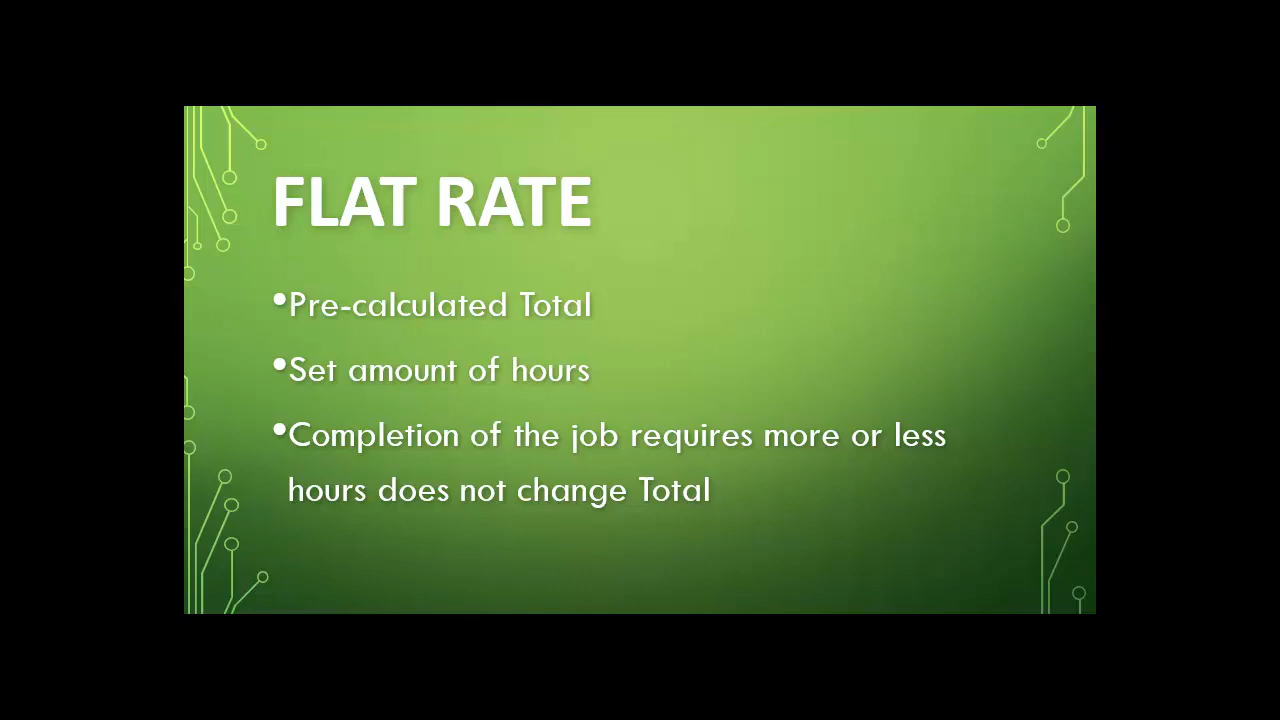 FLAT RATE
•Pre-calculated Total
•Set amount of hours
•Completion of the job requires more or less
hours does not change Total